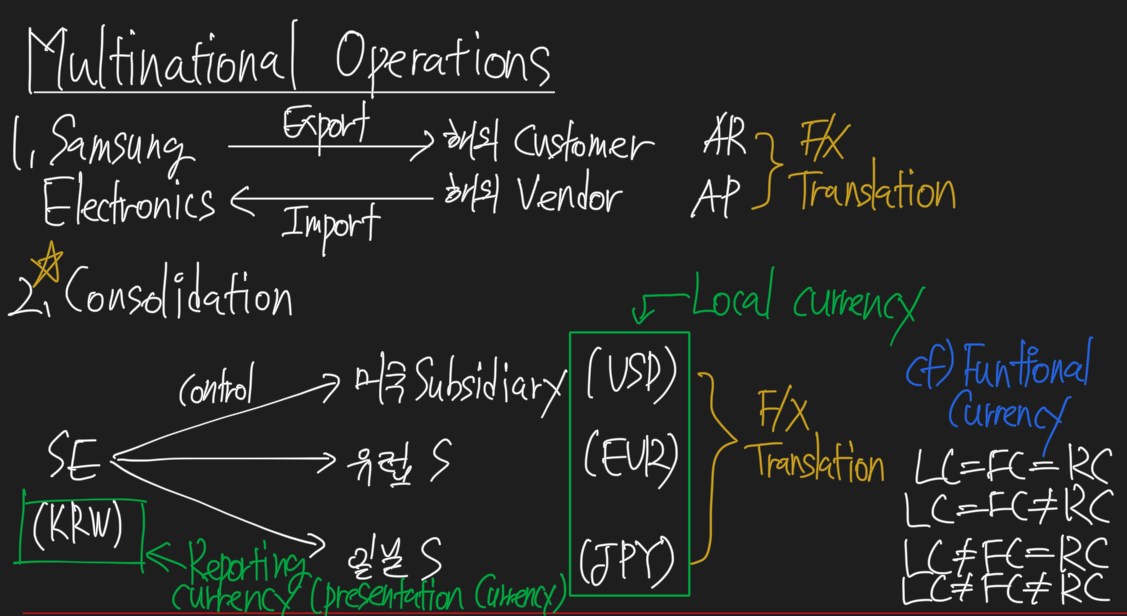 Multinational Operations
1. Samsung Export 해외 Customer AR F/X
Electronics Import 해외 Vendor AP Translation
2. Consolidation
Local currency
control 미국 Subsidiary (USD)
SE 유럽 S (EUR) F/X
Translation
(KRW) 일본 S (JPY)
Reporting
currency (presentation Currency)
cf) Funtional
Currency
LC=FC=RC
LC=FC≠RC
LC≠FC=RC
LC≠FC≠RC